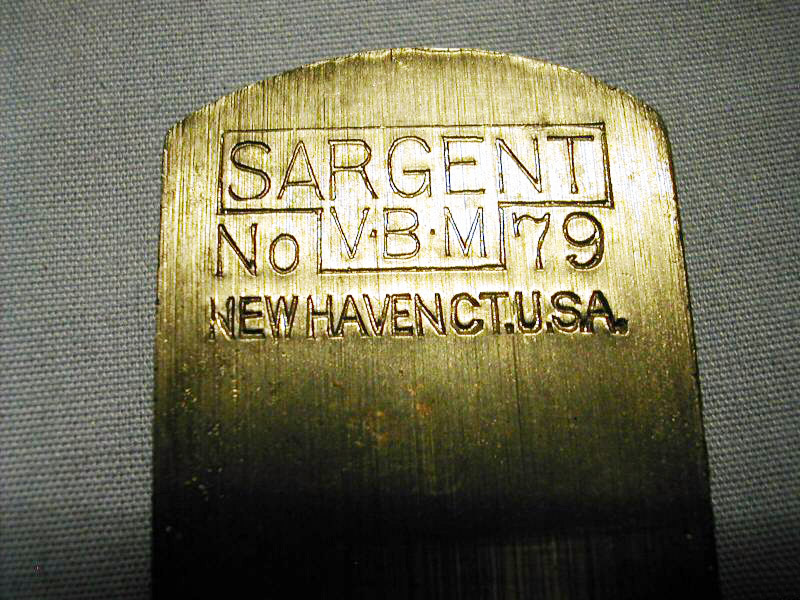 SARGENT
No V·B·M 79
NEW HAVEN CT. U.S.A.